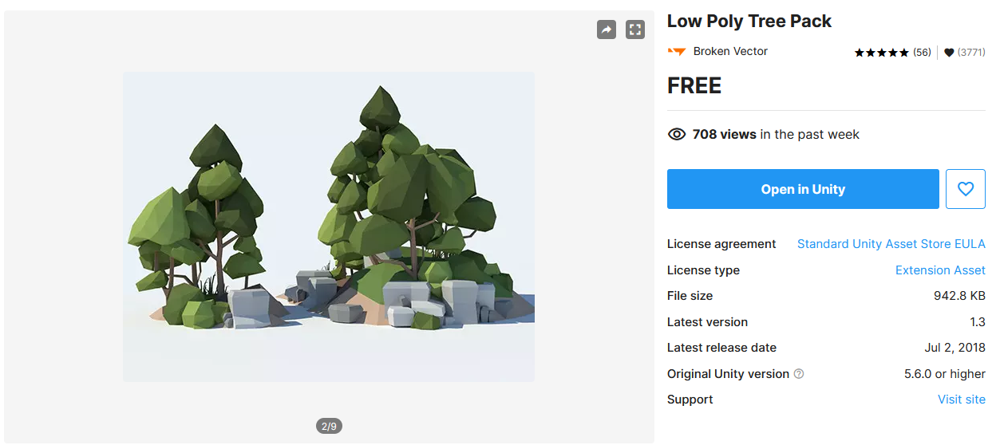 Low Poly Tree Pack
Broken Vector
(56)
(3771)
FREE
708 views in the past week
Open in Unity
License agreement
Standard Unity Asset Store EULA
License type
Extension Asset
File size
942.8 KB
Latest version
1.3
Latest release date
Jul 2, 2018
Original Unity version
?
5.6.0 or higher
Support
Visit site
2/9